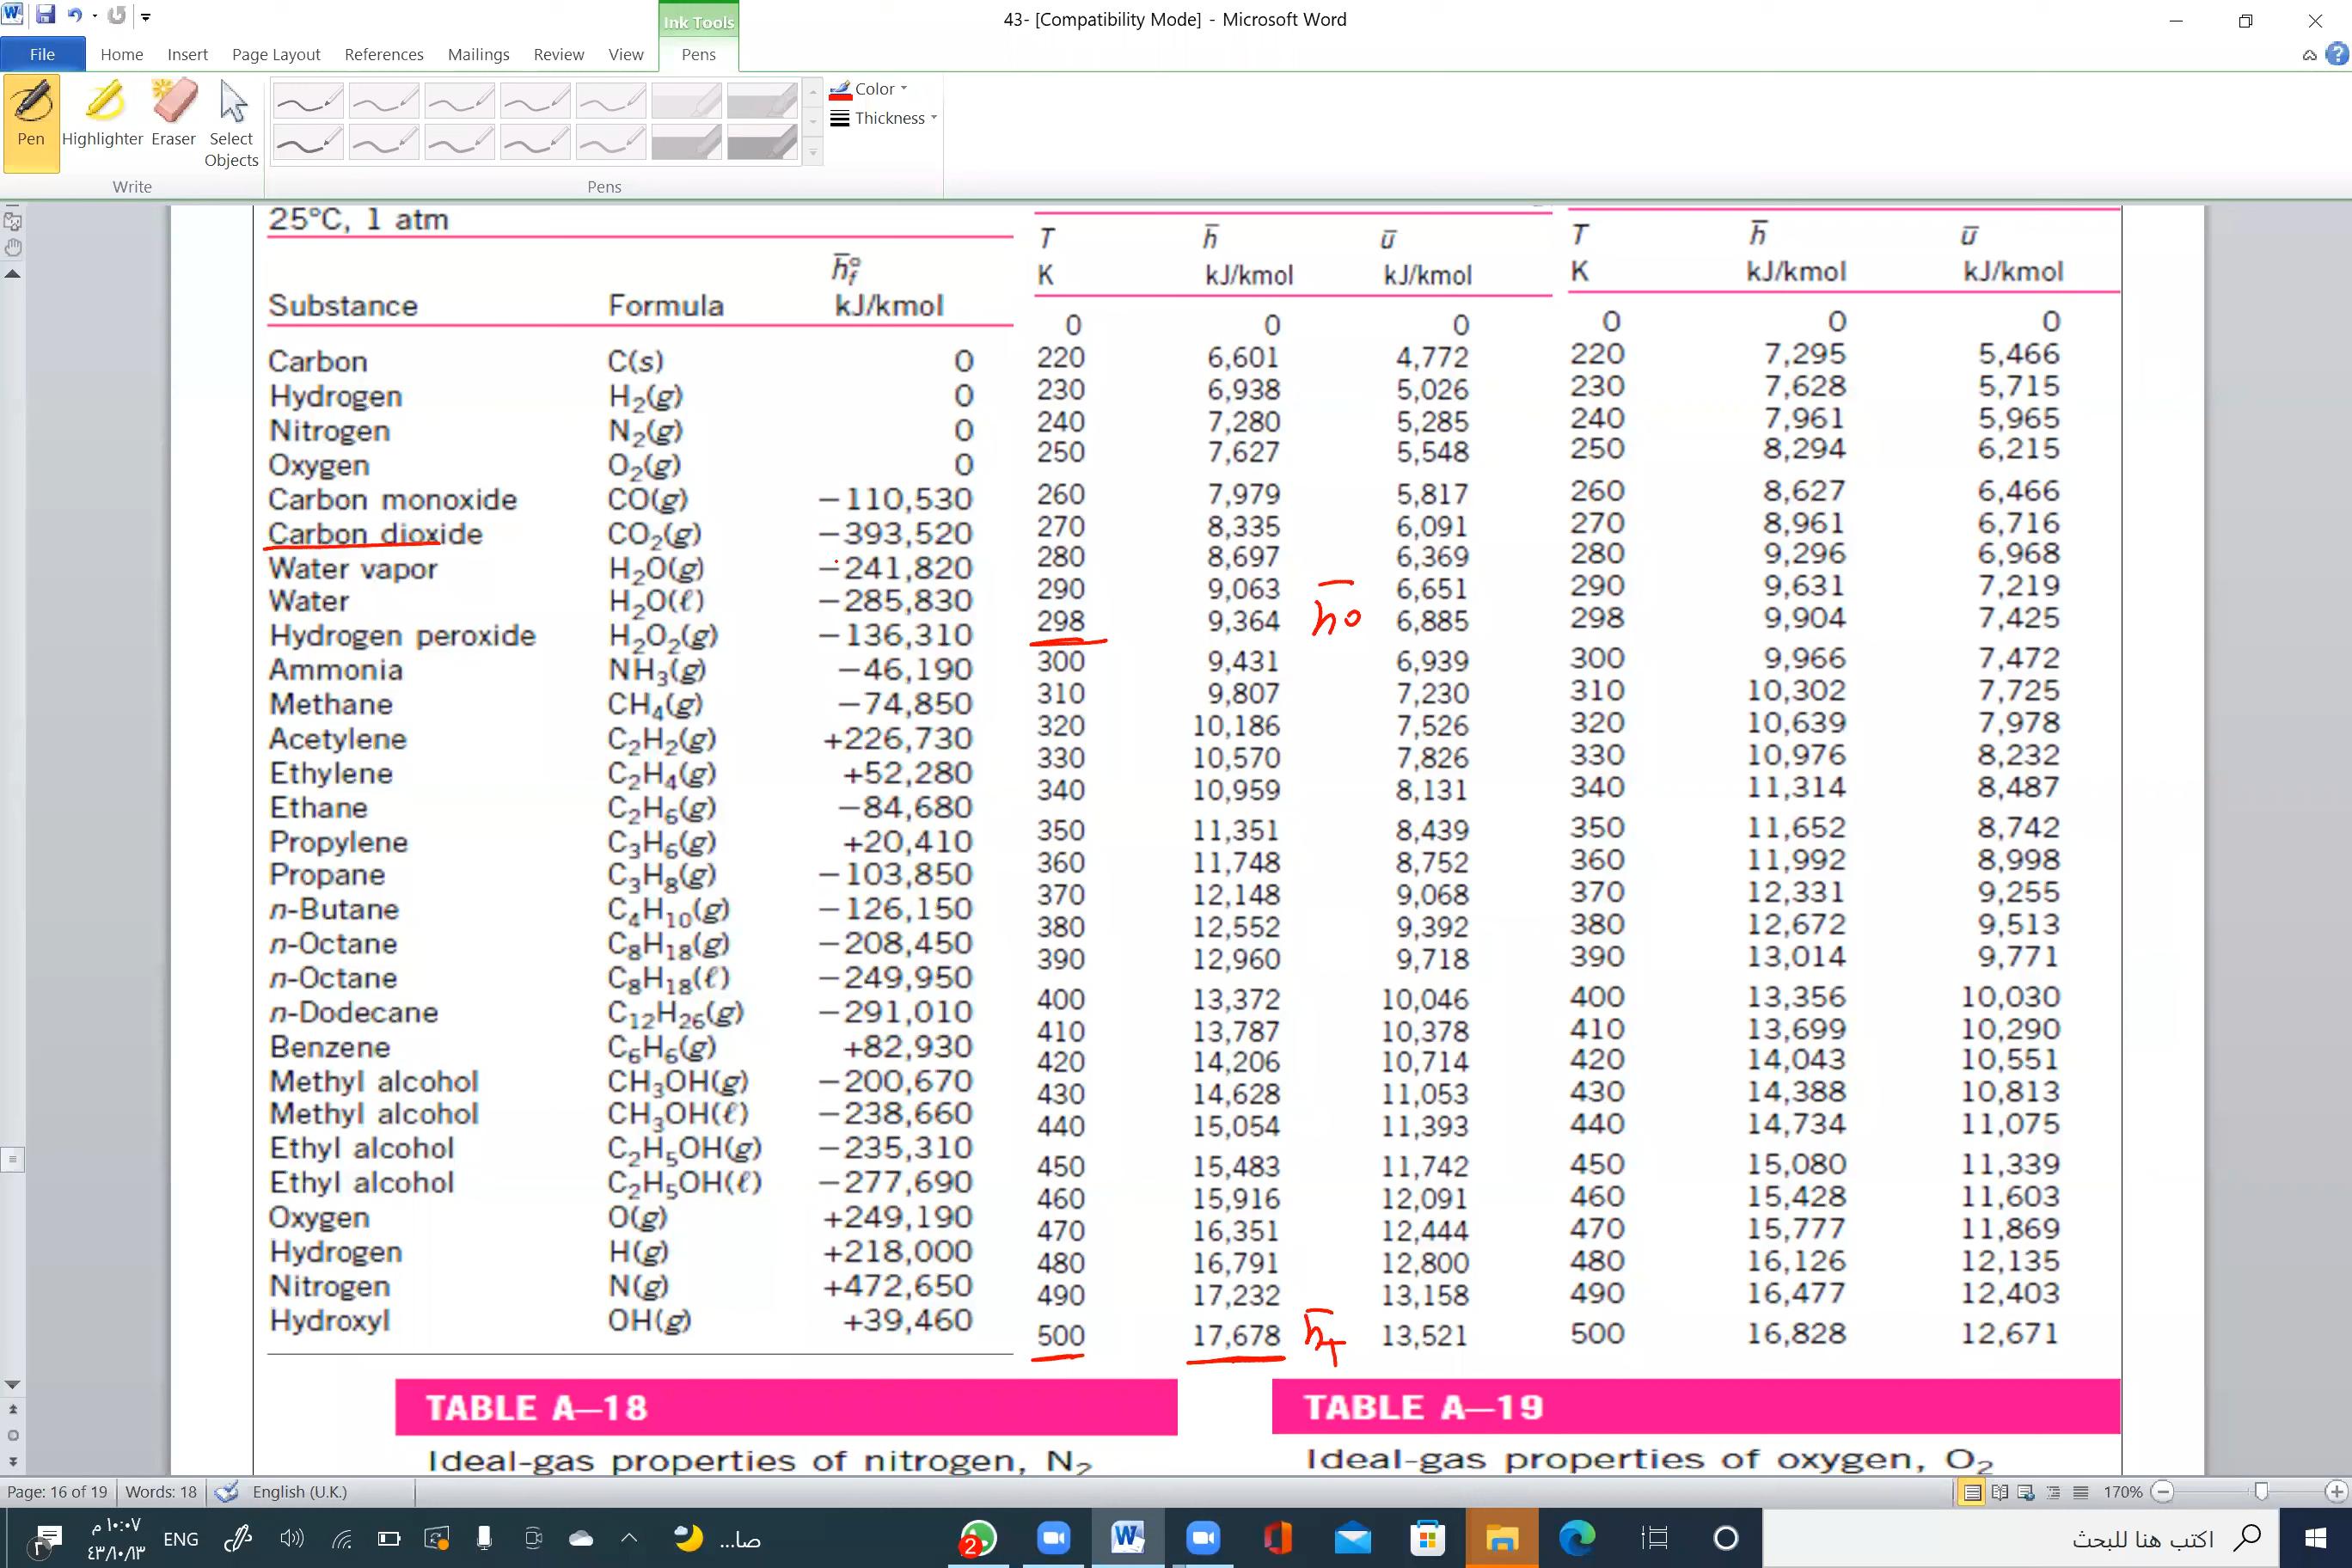 43- [Compatibility Mode] - Microsoft Word
Ink Tools
File Home Insert Page Layout References Mailings Review View Pens
Pen Highlighter Eraser Select Objects
Color
Thickness
Write Pens
25°C, 1 atm
Substance Formula h̄f° kJ/kmol
Carbon C(s) 0
Hydrogen H₂(g) 0
Nitrogen N₂(g) 0
Oxygen O₂(g) 0
Carbon monoxide CO(g) −110,530
Carbon dioxide CO₂(g) −393,520
Water vapor H₂O(g) −241,820
Water H₂O(ℓ) −285,830
Hydrogen peroxide H₂O₂(g) −136,310
Ammonia NH₃(g) −46,190
Methane CH₄(g) −74,850
Acetylene C₂H₂(g) +226,730
Ethylene C₂H₄(g) +52,280
Ethane C₂H₆(g) −84,680
Propylene C₃H₆(g) +20,410
Propane C₃H₈(g) −103,850
n-Butane C₄H₁₀(g) −126,150
n-Octane C₈H₁₈(g) −208,450
n-Octane C₈H₁₈(ℓ) −249,950
n-Dodecane C₁₂H₂₆(g) −291,010
Benzene C₆H₆(g) +82,930
Methyl alcohol CH₃OH(g) −200,670
Methyl alcohol CH₃OH(ℓ) −238,660
Ethyl alcohol C₂H₅OH(g) −235,310
Ethyl alcohol C₂H₅OH(ℓ) −277,690
Oxygen O(g) +249,190
Hydrogen H(g) +218,000
Nitrogen N(g) +472,650
Hydroxyl OH(g) +39,460
T h̄ ū
K kJ/kmol kJ/kmol
0 0 0
220 6,601 4,772
230 6,938 5,026
240 7,280 5,285
250 7,627 5,548
260 7,979 5,817
270 8,335 6,091
280 8,697 6,369
290 9,063 6,651
298 9,364 h̄o 6,885
300 9,431 6,939
310 9,807 7,230
320 10,186 7,526
330 10,570 7,826
340 10,959 8,131
350 11,351 8,439
360 11,748 8,752
370 12,148 9,068
380 12,552 9,392
390 12,960 9,718
400 13,372 10,046
410 13,787 10,378
420 14,206 10,714
430 14,628 11,053
440 15,054 11,393
450 15,483 11,742
460 15,916 12,091
470 16,351 12,444
480 16,791 12,800
490 17,232 13,158
500 17,678 h̄T 13,521
T h̄ ū
K kJ/kmol kJ/kmol
0 0 0
220 7,295 5,466
230 7,628 5,715
240 7,961 5,965
250 8,294 6,215
260 8,627 6,466
270 8,961 6,716
280 9,296 6,968
290 9,631 7,219
298 9,904 7,425
300 9,966 7,472
310 10,302 7,725
320 10,639 7,978
330 10,976 8,232
340 11,314 8,487
350 11,652 8,742
360 11,992 8,998
370 12,331 9,255
380 12,672 9,513
390 13,014 9,771
400 13,356 10,030
410 13,699 10,290
420 14,043 10,551
430 14,388 10,813
440 14,734 11,075
450 15,080 11,339
460 15,428 11,603
470 15,777 11,869
480 16,126 12,135
490 16,477 12,403
500 16,828 12,671
TABLE A—18
Ideal-gas properties of nitrogen, N₂
TABLE A—19
Ideal-gas properties of oxygen, O₂
Page: 16 of 19 Words: 18 English (U.K.) 170%
١٠:٠٧ م
٤٣/١٠/١٣
ENG
صا...
2
اكتب هنا للبحث